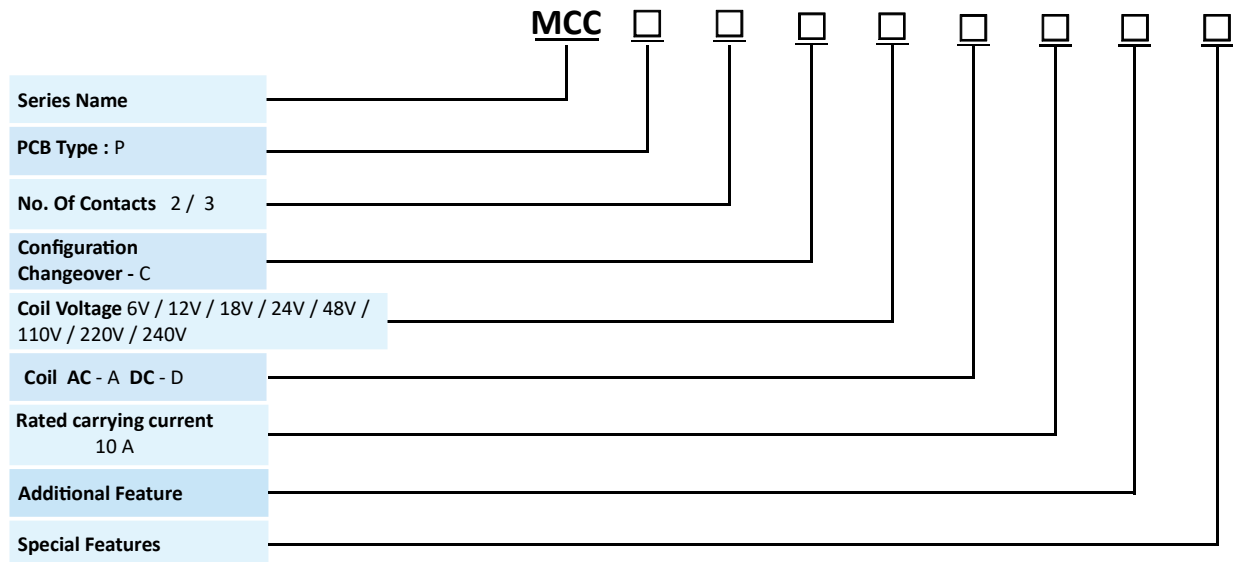 MCC □ □ □ □ □ □ □ □
Series Name
PCB Type : P
No. Of Contacts 2 / 3
Configuration
Changeover - C
Coil Voltage 6V / 12V / 18V / 24V / 48V /
110V / 220V / 240V
Coil AC - A DC - D
Rated carrying current
10 A
Additional Feature
Special Features